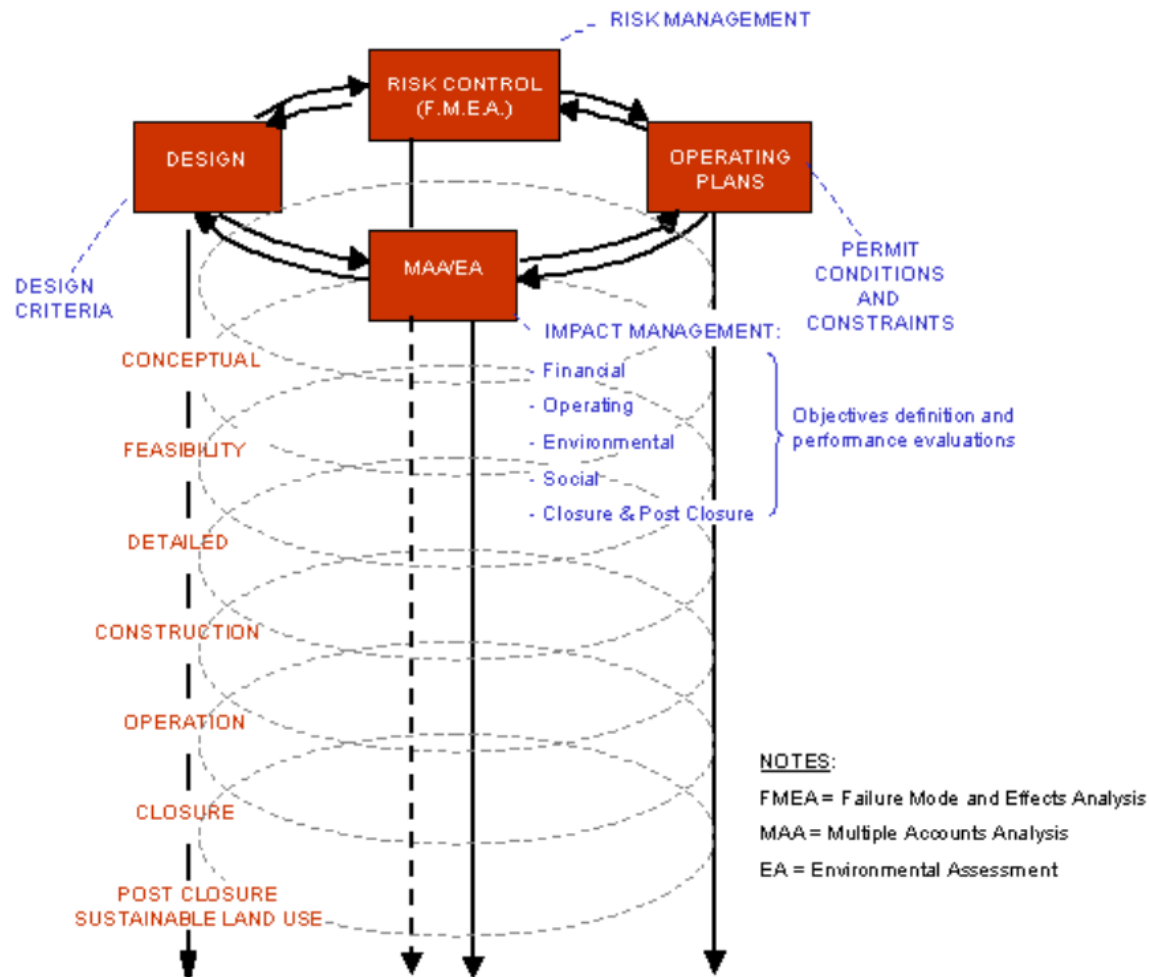 RISK MANAGEMENT
RISK CONTROL
(F.M.E.A.)
DESIGN
OPERATING
PLANS
MAA/EA
DESIGN
CRITERIA
PERMIT
CONDITIONS
AND
CONSTRAINTS
IMPACT MANAGEMENT:
- Financial
- Operating
- Environmental
- Social
- Closure & Post Closure
Objectives definition and
performance evaluations
CONCEPTUAL
FEASIBILITY
DETAILED
CONSTRUCTION
OPERATION
CLOSURE
POST CLOSURE
SUSTAINABLE LAND USE
NOTES:
FMEA = Failure Mode and Effects Analysis
MAA = Multiple Accounts Analysis
EA = Environmental Assessment